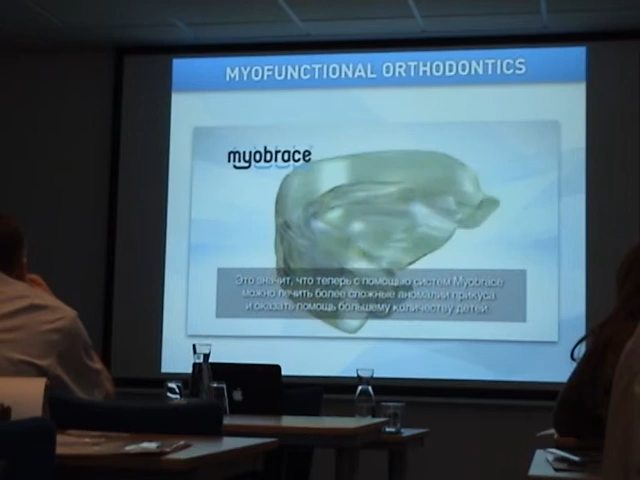 MYOFUNCTIONAL ORTHODONTICS
myobrace
Это значит, что теперь с помощью систем Myobrace
можно лечить более сложные аномалии прикуса
и оказать помощь большему количеству детей.